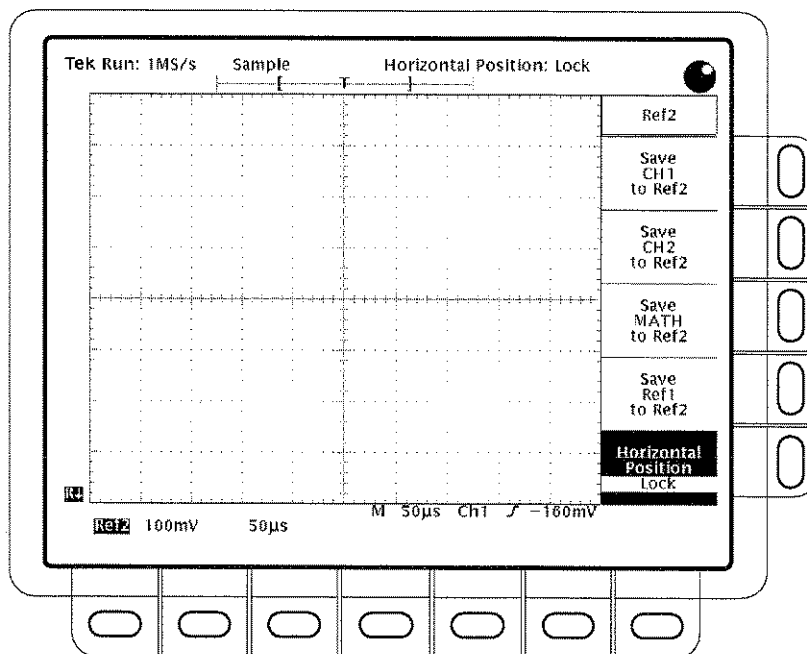 Tek Run: 1MS/s Sample Horizontal Position: Lock
[ T ]
Ref2
Save
CH1
to Ref2
Save
CH2
to Ref2
Save
MATH
to Ref2
Save
Ref1
to Ref2
Horizontal
Position
Lock
R↓
Ref2 100mV 50µs M 50µs Ch1 ∫ −160mV